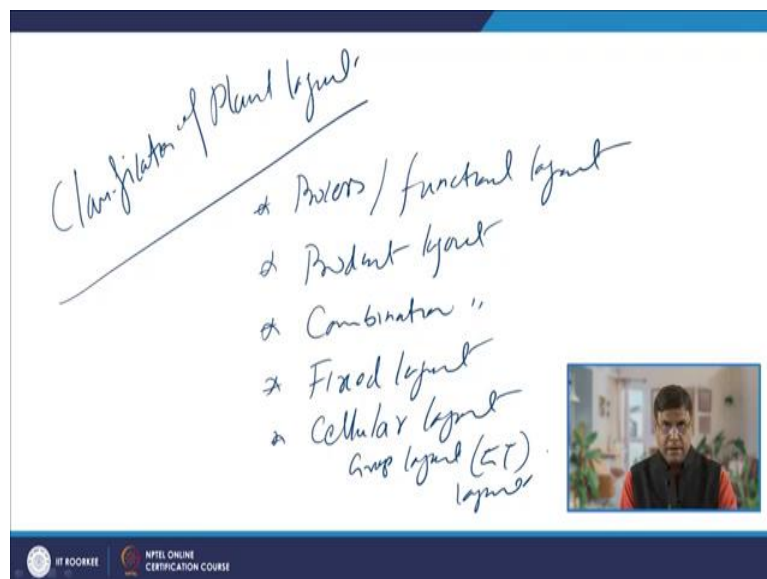 Classification of Plant layout
* Process / functional layout
* Product layout
* Combination "
* Fixed layout
* Cellular layout
Group layout (GT)
layout
IT ROORKEE
NPTEL ONLINE
CERTIFICATION COURSE